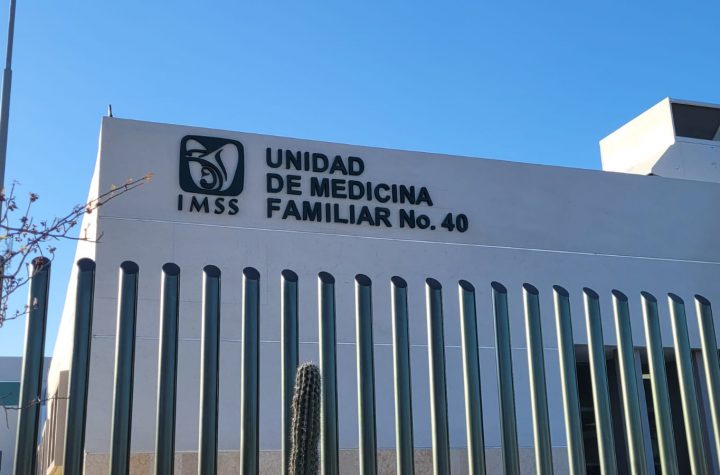 IMSS
UNIDAD
DE MEDICINA
FAMILIAR No. 40